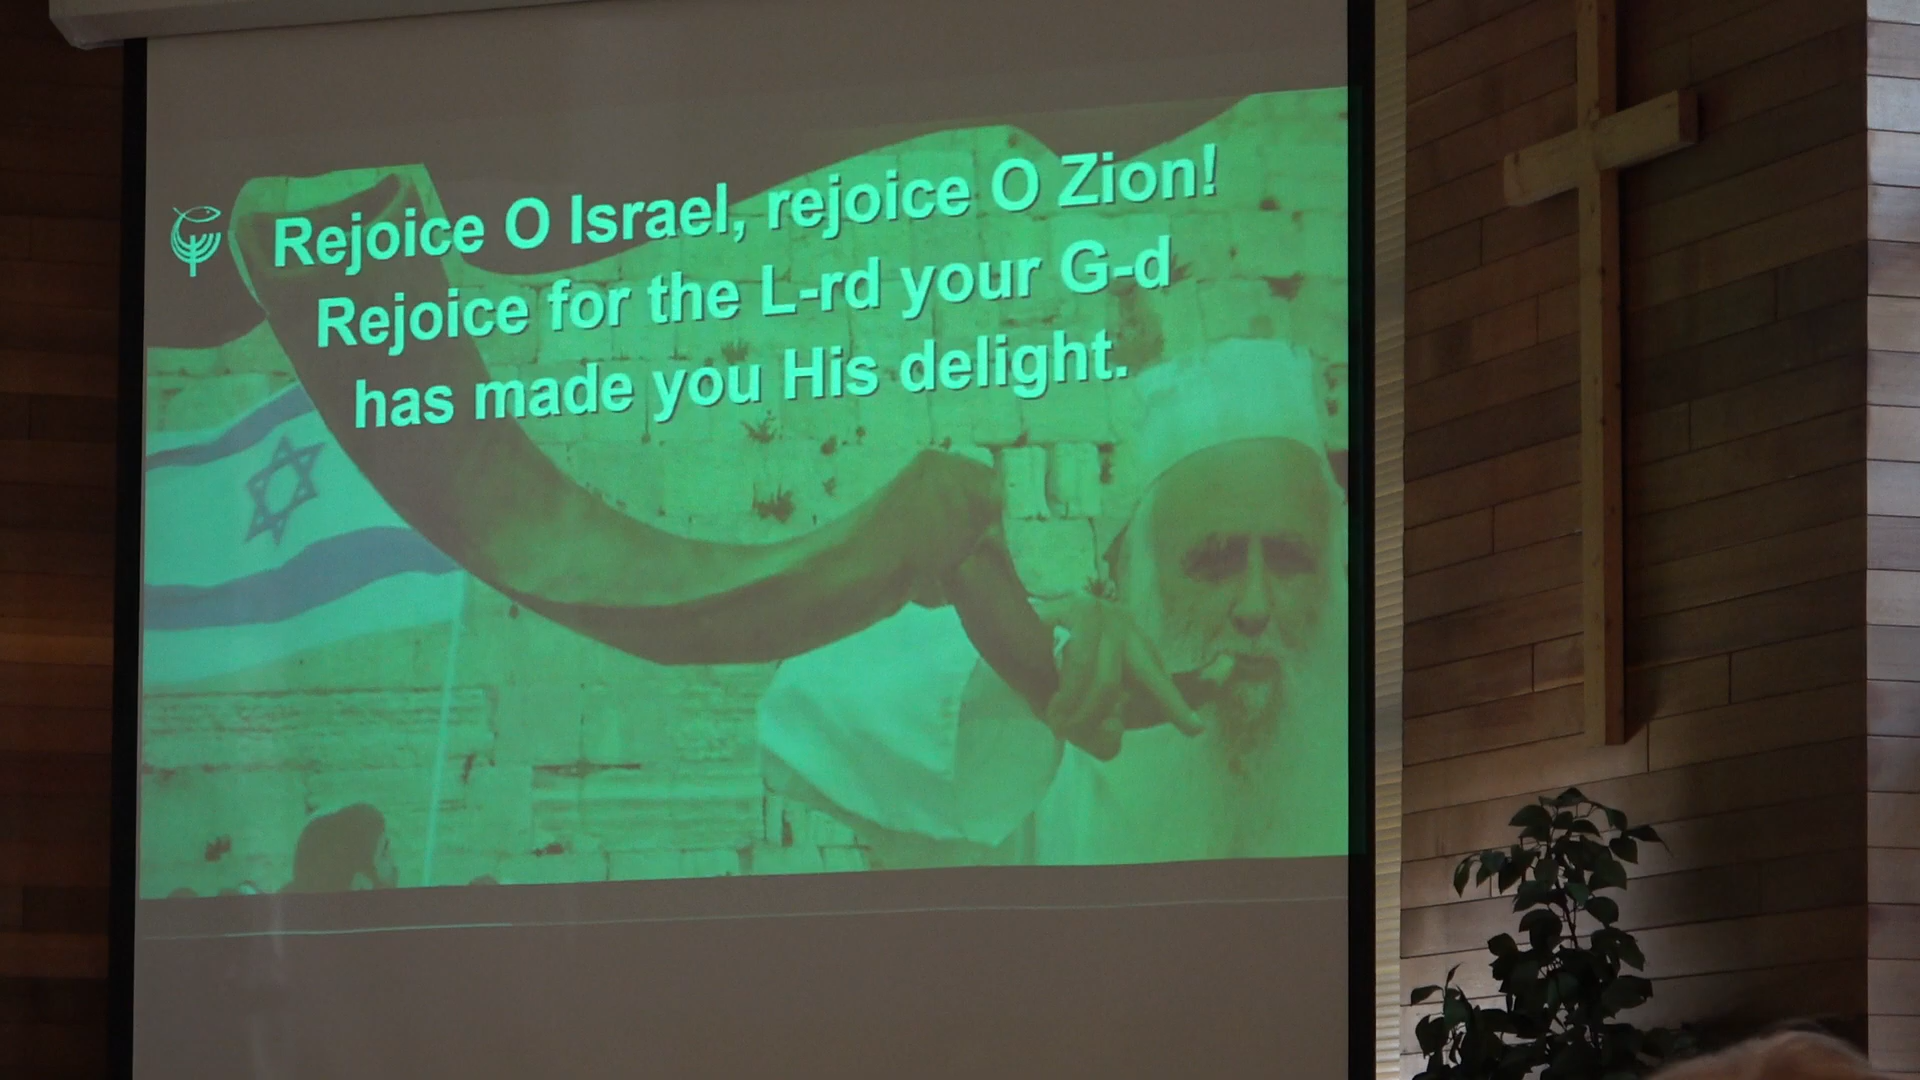 Rejoice O Israel, rejoice O Zion!
Rejoice for the L-rd your G-d
has made you His delight.